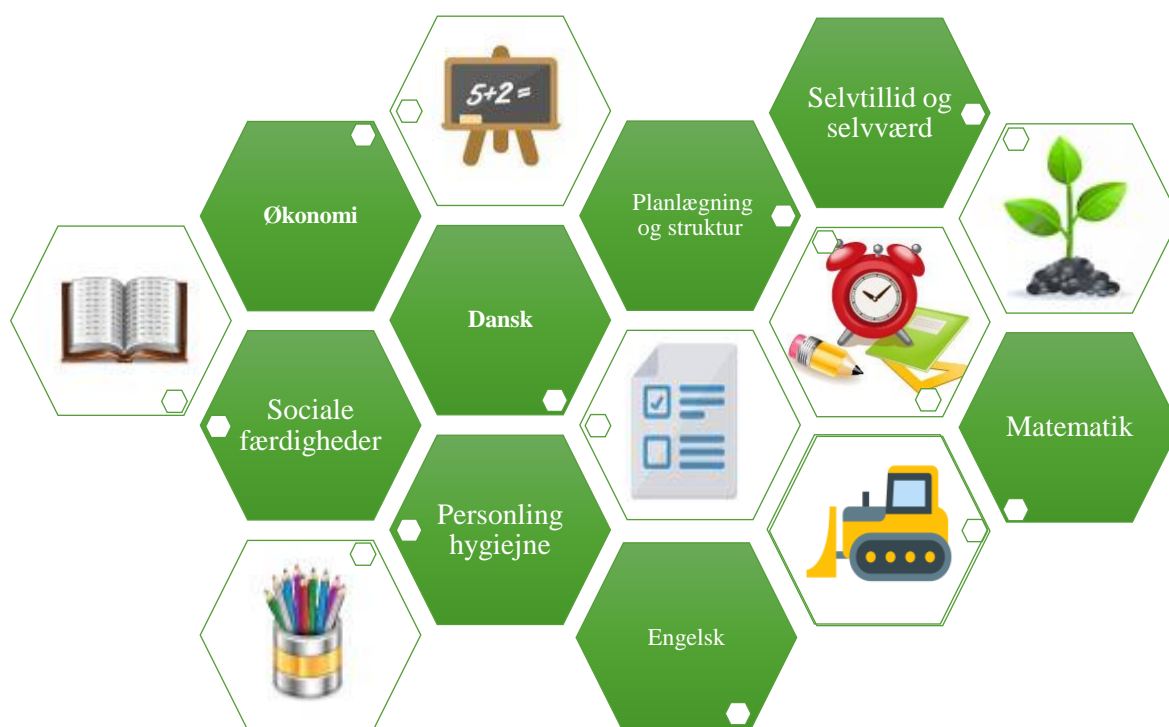 5+2=
Selvtillid og
selvværd
Økonomi
Planlægning
og struktur
Dansk
Sociale
færdigheder
Matematik
Personling
hygiejne
Engelsk